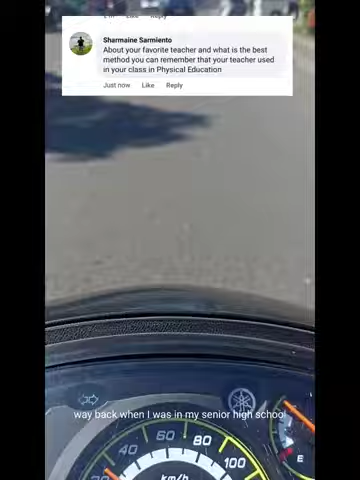 Like Reply
Sharmaine Sarmiento
About your favorite teacher and what is the best
method you can remember that your teacher used
in your class in Physical Education
Just now Like Reply
way back when I was in my senior high school
40 60 80 100
km/h
E